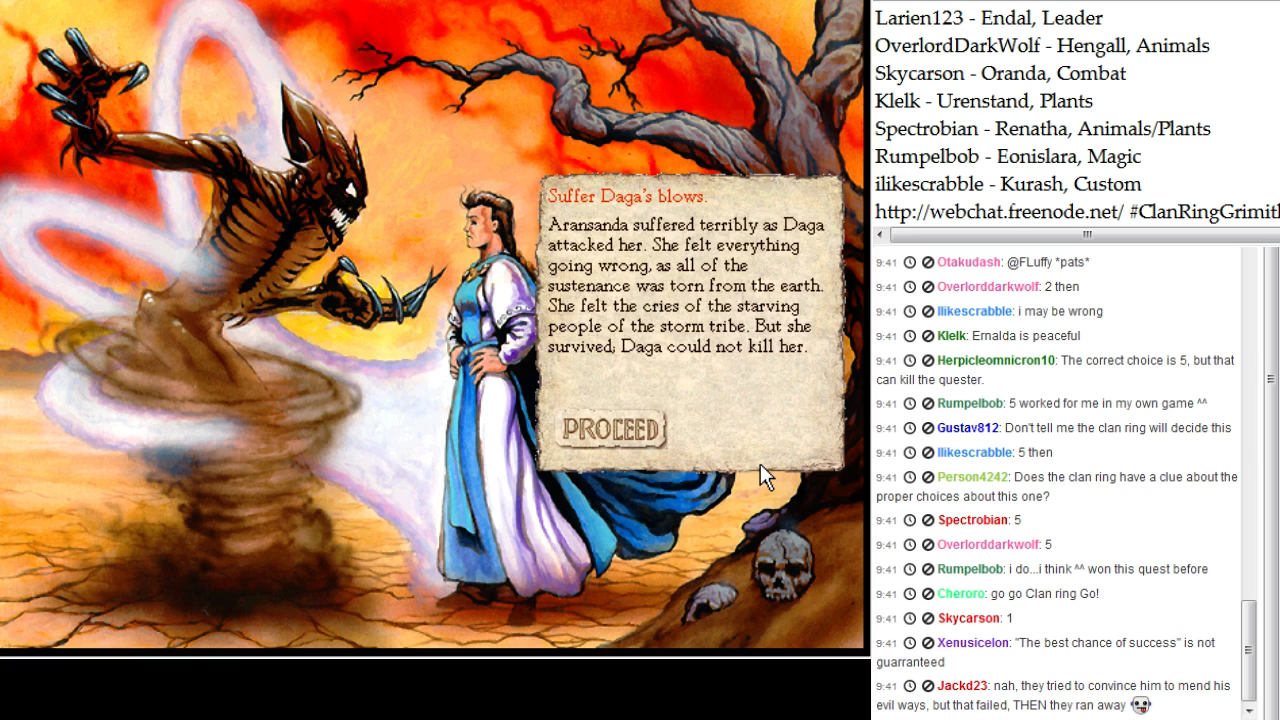 Suffer Daga's blows.
Aransanda suffered terribly as Daga
attacked her. She felt everything
going wrong, as all of the
sustenance was torn from the earth.
She felt the cries of the starving
people of the storm tribe. But she
survived; Daga could not kill her.
PROCEED
Larien123 - Endal, Leader
OverlordDarkWolf - Hengall, Animals
Skycarson - Oranda, Combat
Klelk - Urenstand, Plants
Spectrobian - Renatha, Animals/Plants
Rumpelbob - Eonislara, Magic
ilikescrabble - Kurash, Custom
http://webchat.freenode.net/ #ClanRingGrimith
9:41 Otakudash: @FLuffy *pats*
9:41 Overlorddarkwolf: 2 then
9:41 Ilikescrabble: i may be wrong
9:41 Klelk: Ernalda is peaceful
9:41 Herpicleomnicron10: The correct choice is 5, but that
can kill the quester.
9:41 Rumpelbob: 5 worked for me in my own game ^^
9:41 Gustav812: Don't tell me the clan ring will decide this
9:41 Ilikescrabble: 5 then
9:41 Person4242: Does the clan ring have a clue about the
proper choices about this one?
9:41 Spectrobian: 5
9:41 Overlorddarkwolf: 5
9:41 Rumpelbob: i do...i think ^^ won this quest before
9:41 Cheroro: go go Clan ring Go!
9:41 Skycarson: 1
9:41 Xenusicelon: "The best chance of success" is not
guarranteed
9:41 Jackd23: nah, they tried to convince him to mend his
evil ways, but that failed, THEN they ran away